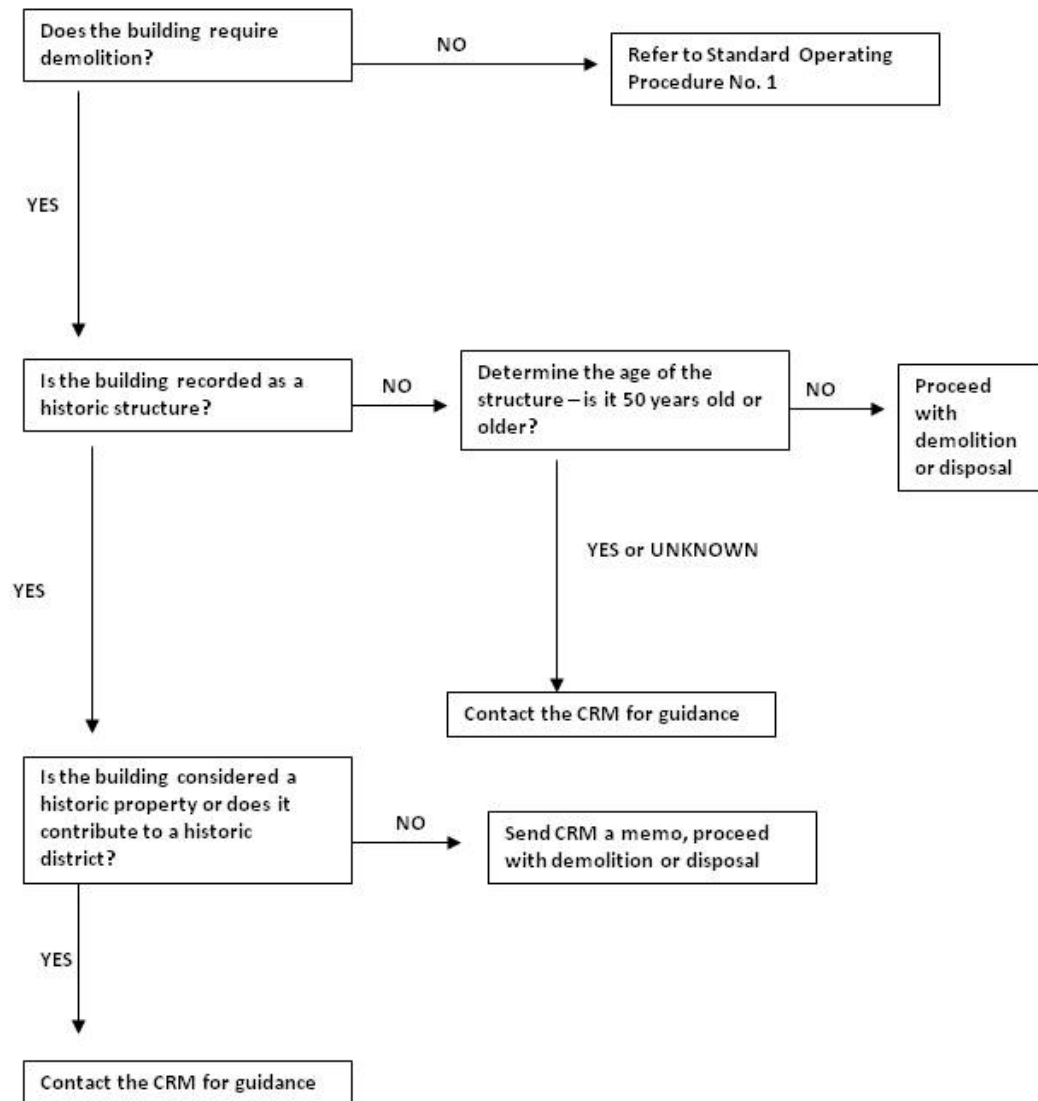 Does the building require
demolition?
NO
Refer to Standard Operating
Procedure No. 1
YES
Is the building recorded as a
historic structure?
NO
Determine the age of the
structure – is it 50 years old or
older?
NO
Proceed
with
demolition
or disposal
YES or UNKNOWN
YES
Contact the CRM for guidance
Is the building considered a
historic property or does it
contribute to a historic
district?
NO
Send CRM a memo, proceed
with demolition or disposal
YES
Contact the CRM for guidance